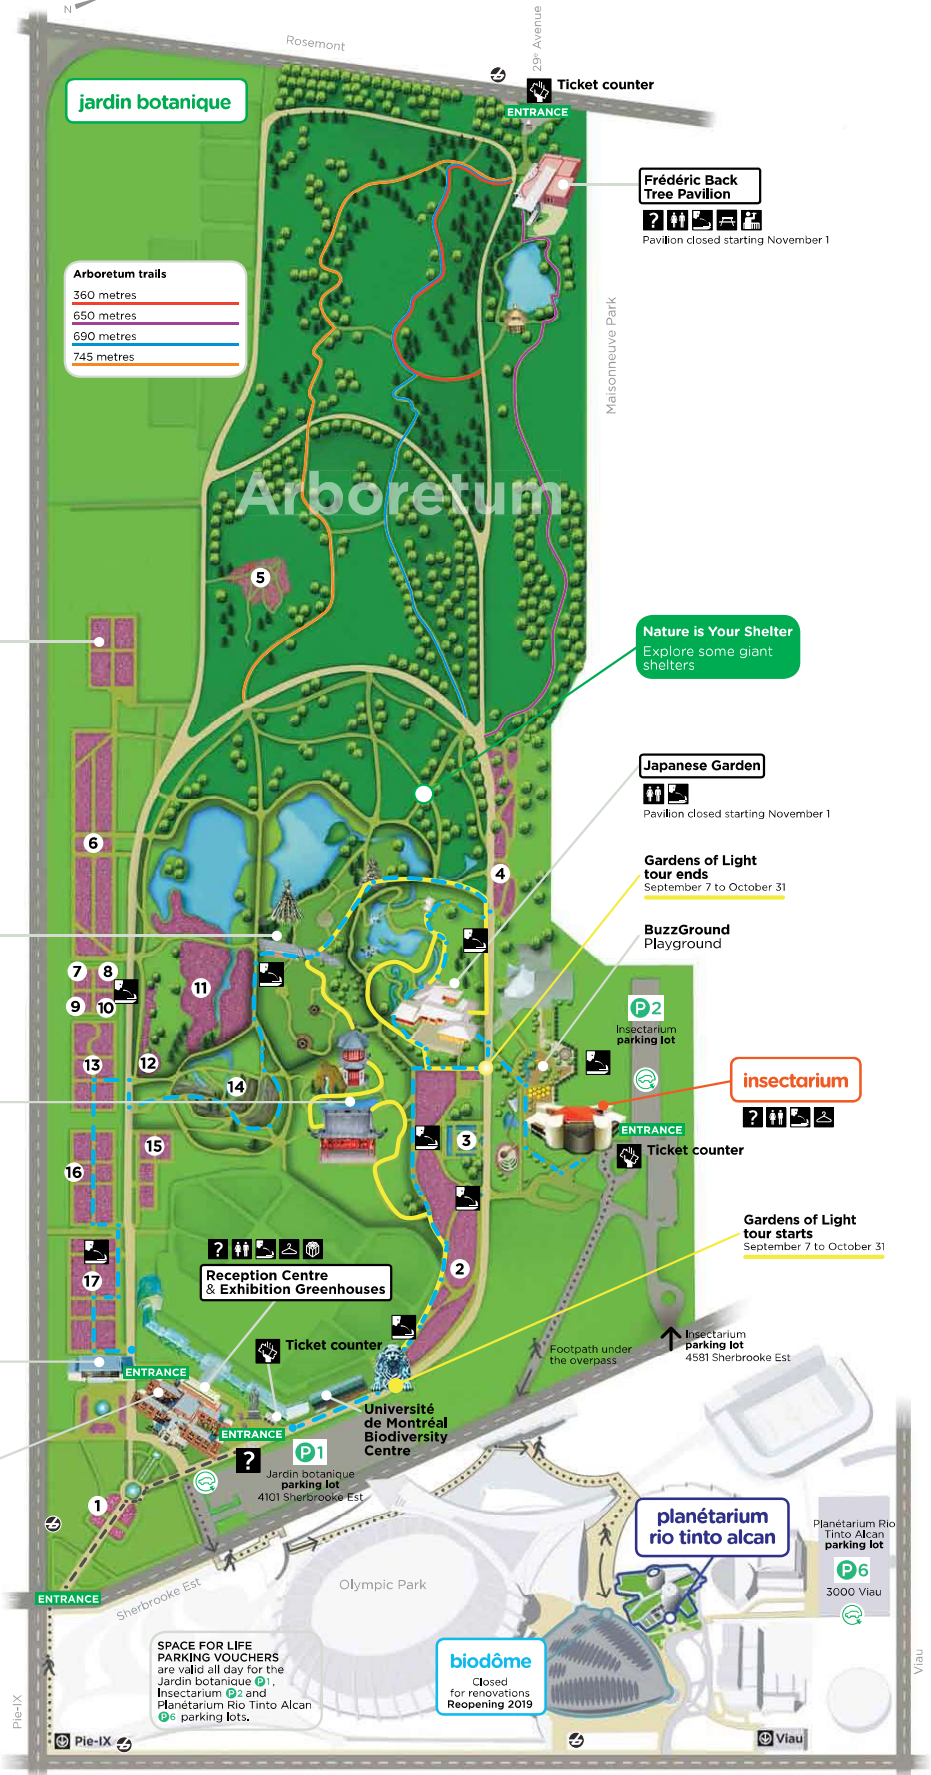 N
Rosemont
29e Avenue
Ticket counter
ENTRANCE
jardin botanique
Frédéric Back
Tree Pavilion
?
Pavilion closed starting November 1
Arboretum trails
360 metres
650 metres
690 metres
745 metres
Maisonneuve Park
Arboretum
5
Nature is Your Shelter
Explore some giant
shelters
Japanese Garden
Pavilion closed starting November 1
6
4
Gardens of Light
tour ends
September 7 to October 31
BuzzGround
Playground
7
8
9
10
11
P2
Insectarium
parking lot
12
13
14
insectarium
?
ENTRANCE
Ticket counter
3
15
16
Gardens of Light
tour starts
September 7 to October 31
?
Reception Centre
& Exhibition Greenhouses
2
17
Ticket counter
Footpath under
the overpass
Insectarium
parking lot
4581 Sherbrooke Est
ENTRANCE
Université
de Montréal
Biodiversity
Centre
ENTRANCE
?
P1
Jardin botanique
parking lot
4101 Sherbrooke Est
1
planétarium
rio tinto alcan
Planétarium Rio
Tinto Alcan
parking lot
P6
3000 Viau
ENTRANCE
Sherbrooke Est
Olympic Park
SPACE FOR LIFE
PARKING VOUCHERS
are valid all day for the
Jardin botanique P1,
Insectarium P2 and
Planétarium Rio Tinto Alcan
P6 parking lots.
biodôme
Closed
for renovations
Reopening 2019
Pie-IX
Viau
Pie-IX
Viau